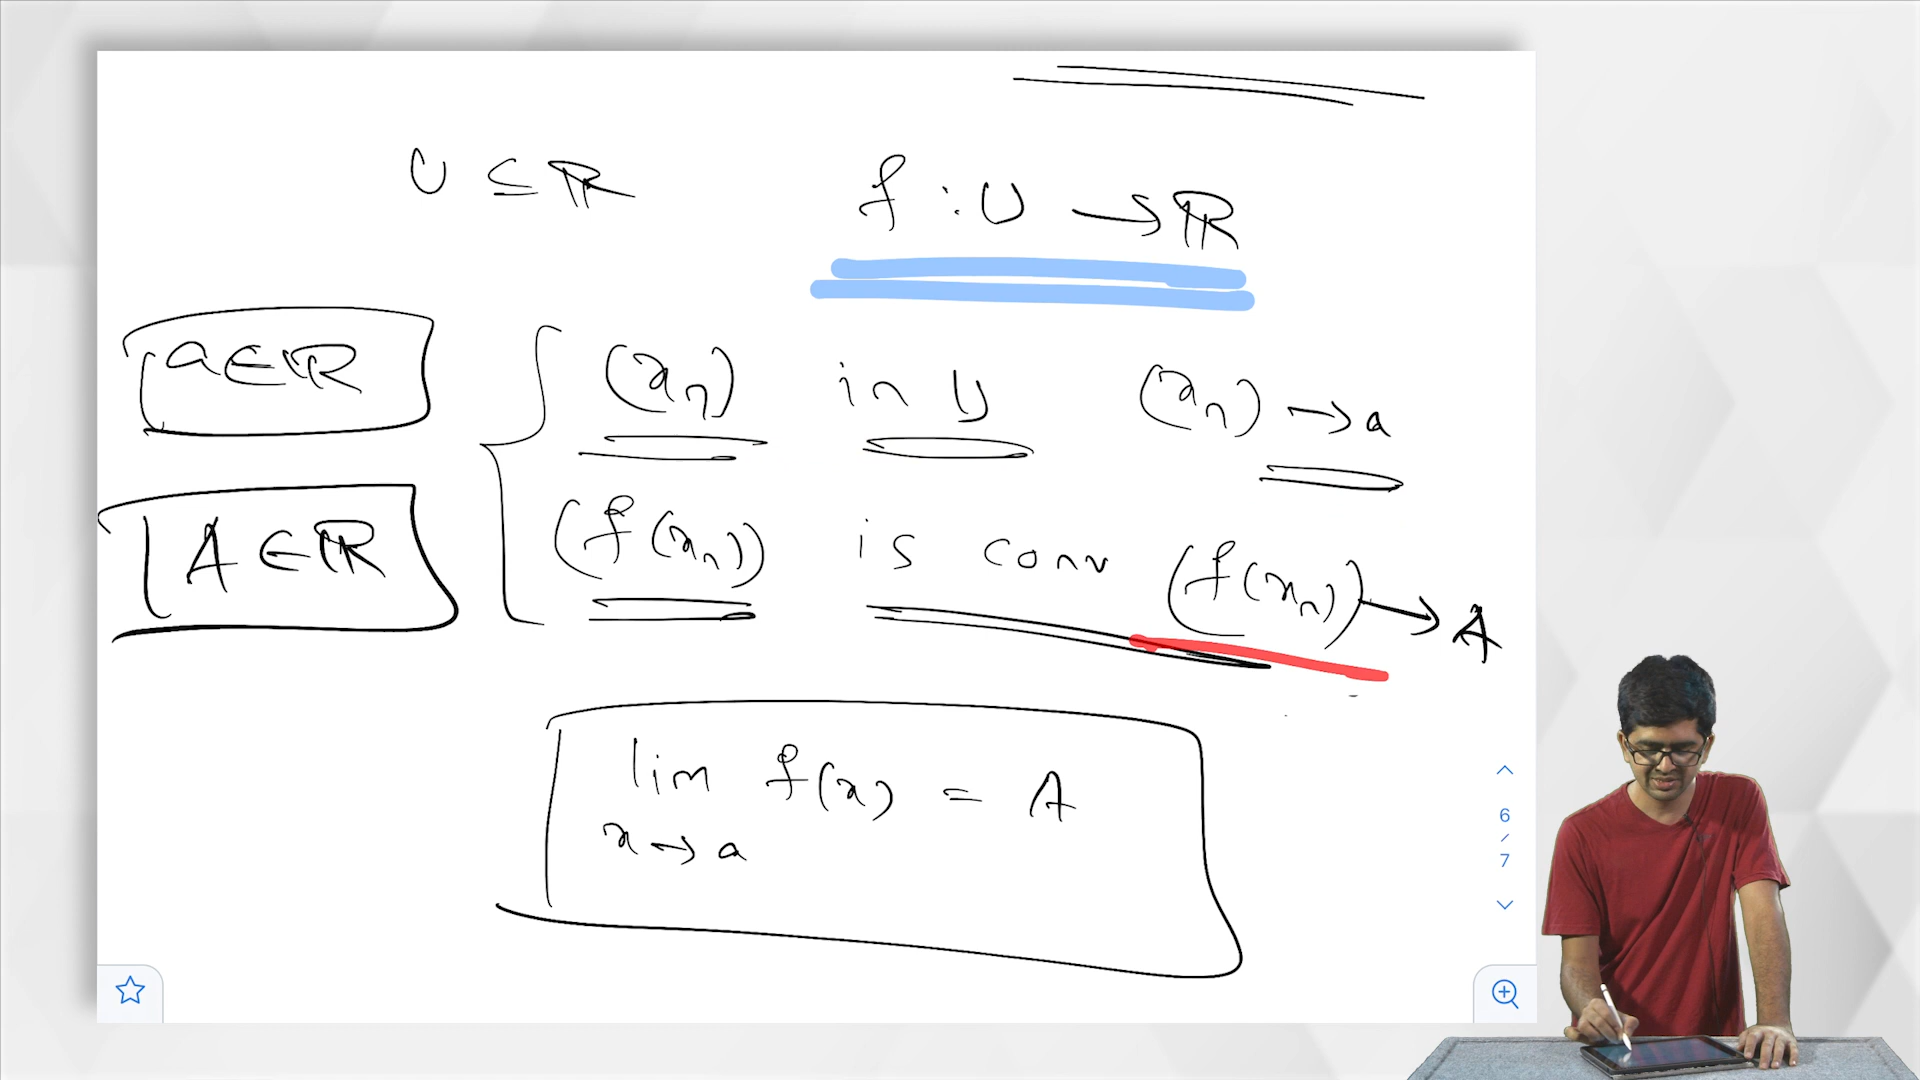 U ⊆ ℝ f : U → ℝ
a ∈ ℝ
(xₙ) in U (xₙ) → a
A ∈ ℝ
(f(xₙ)) is conv (f(xₙ)) → A
lim f(x) = A
x → a
6
/
7